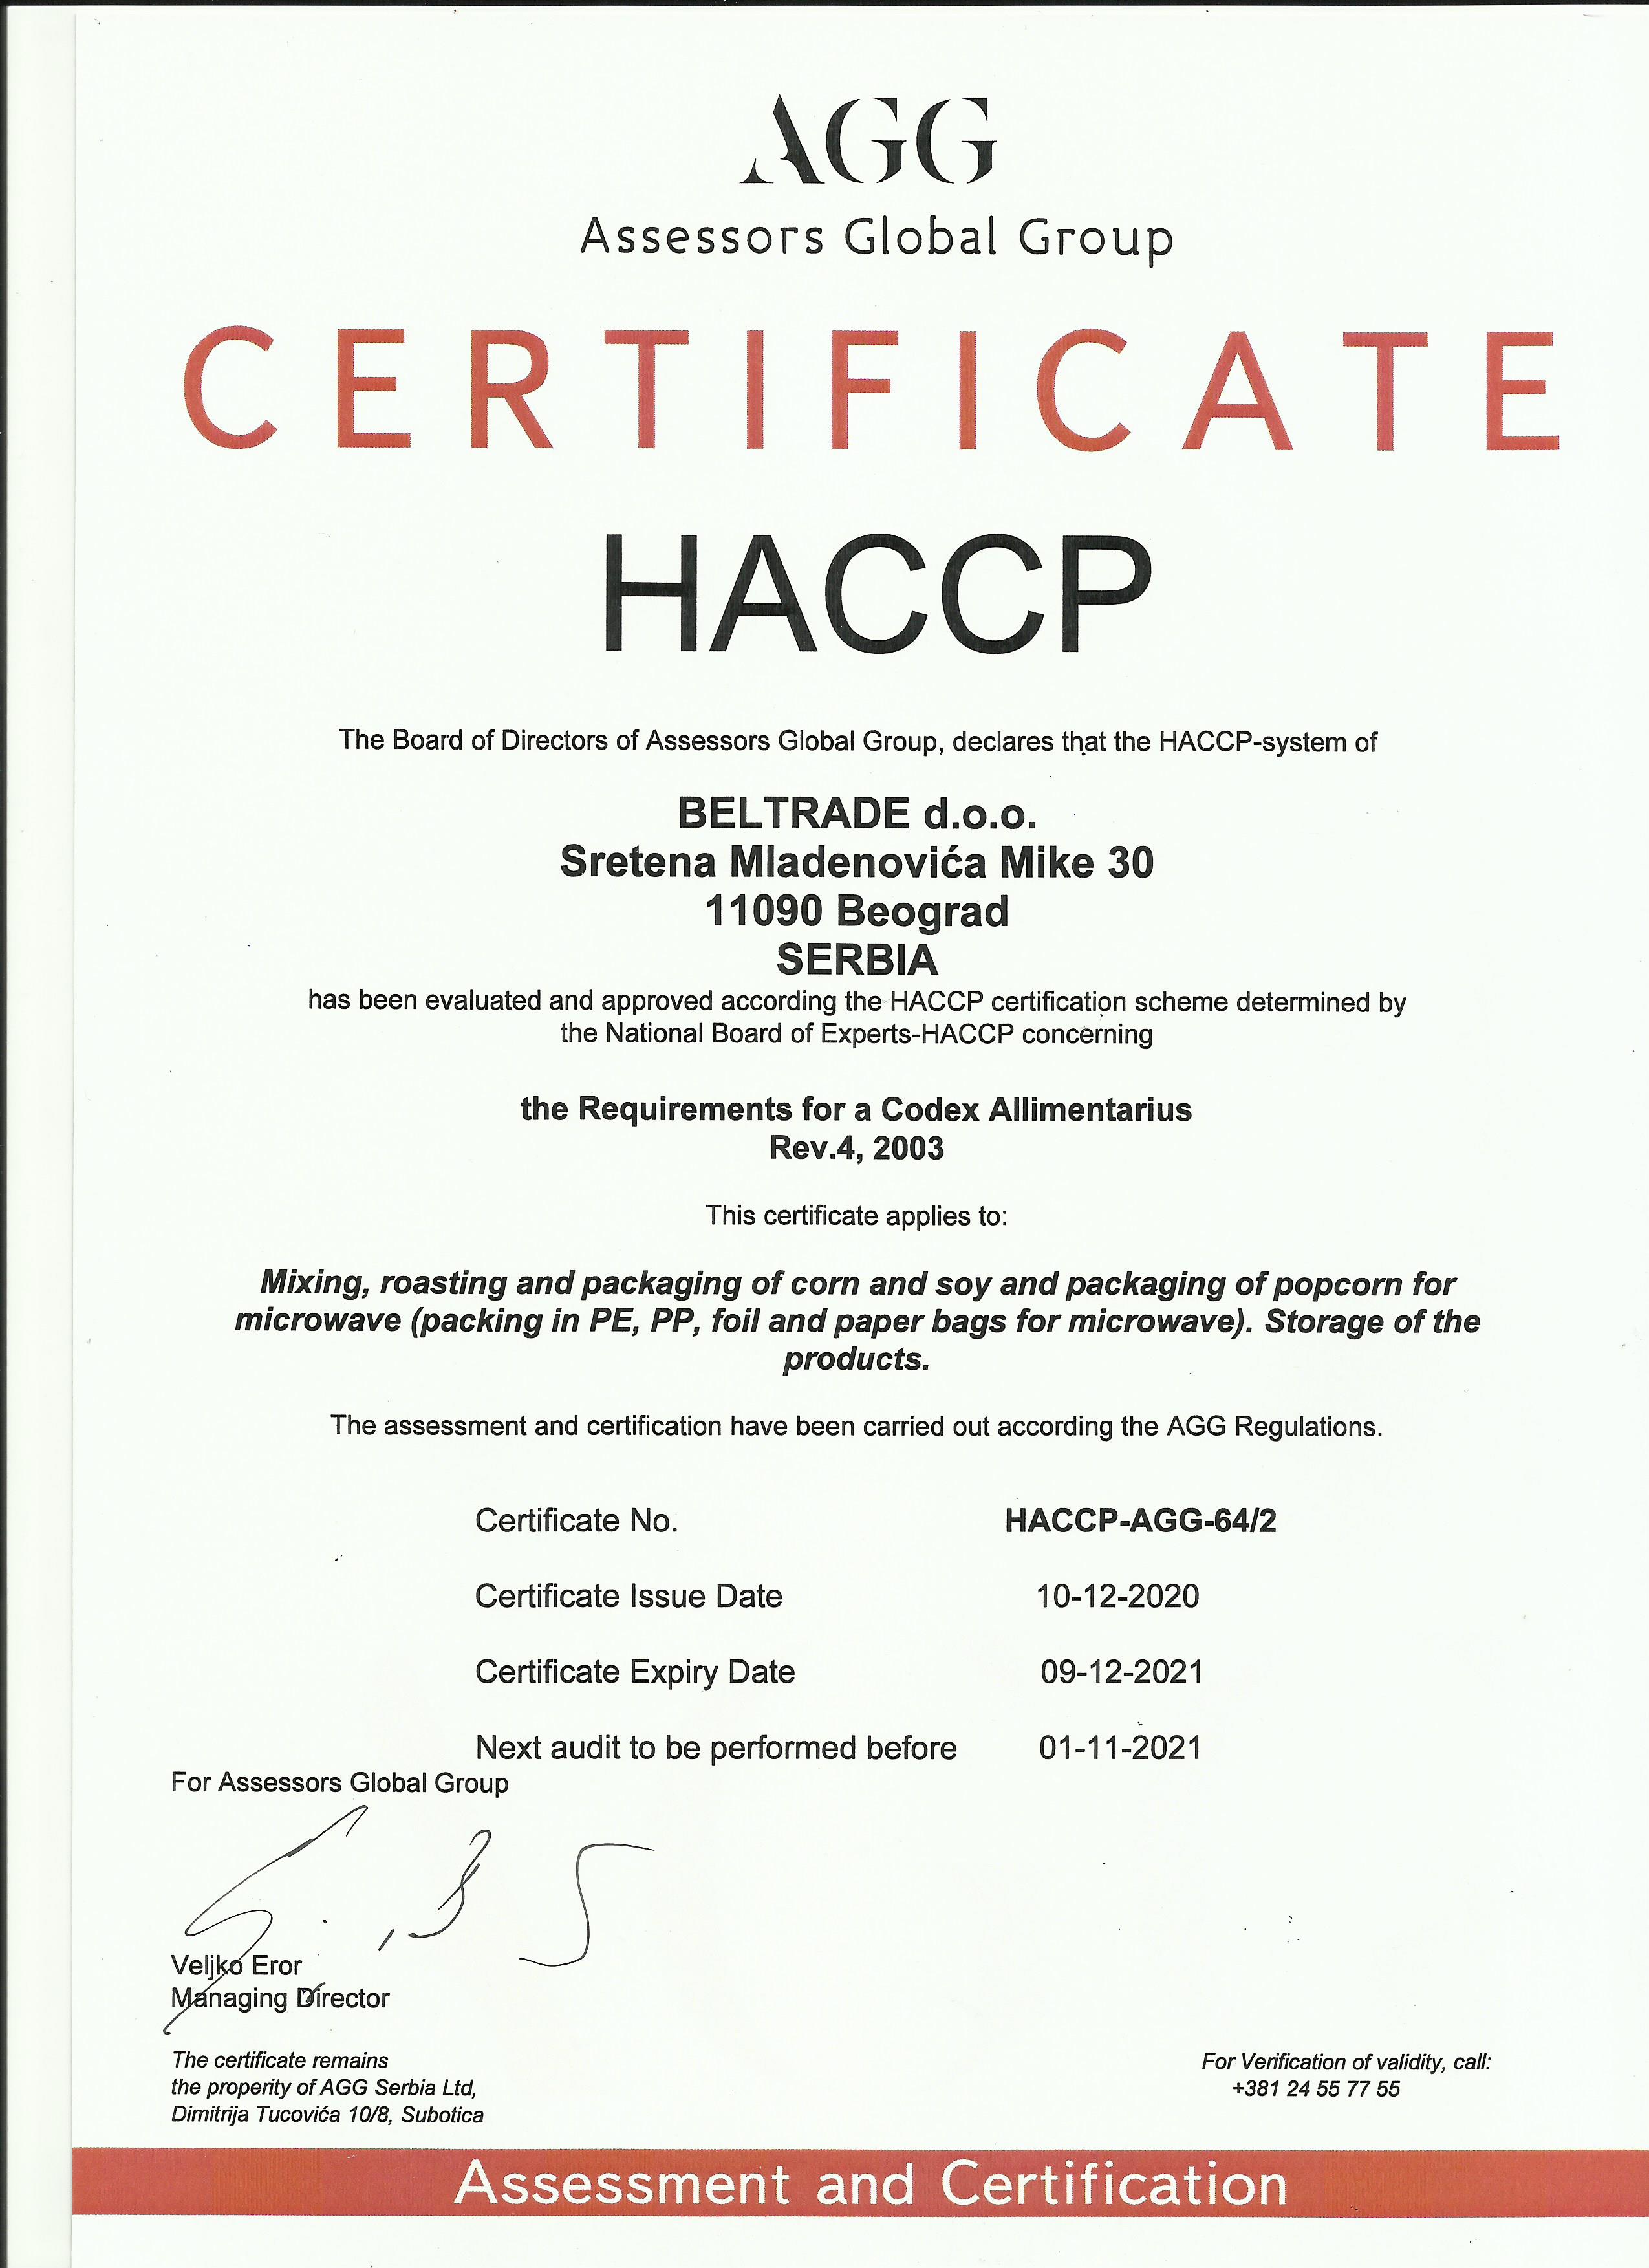 AGG
Assessors Global Group
CERTIFICATE
HACCP
The Board of Directors of Assessors Global Group, declares that the HACCP-system of
BELTRADE d.o.o.
Sretena Mladenovića Mike 30
11090 Beograd
SERBIA
has been evaluated and approved according the HACCP certification scheme determined by
the National Board of Experts-HACCP concerning
the Requirements for a Codex Allimentarius
Rev.4, 2003
This certificate applies to:
Mixing, roasting and packaging of corn and soy and packaging of popcorn for
microwave (packing in PE, PP, foil and paper bags for microwave). Storage of the
products.
The assessment and certification have been carried out according the AGG Regulations.
Certificate No. HACCP-AGG-64/2
Certificate Issue Date 10-12-2020
Certificate Expiry Date 09-12-2021
Next audit to be performed before 01-11-2021
For Assessors Global Group
Veljko Eror
Managing Director
The certificate remains
the properity of AGG Serbia Ltd,
Dimitrija Tucovića 10/8, Subotica
For Verification of validity, call:
+381 24 55 77 55
Assessment and Certification